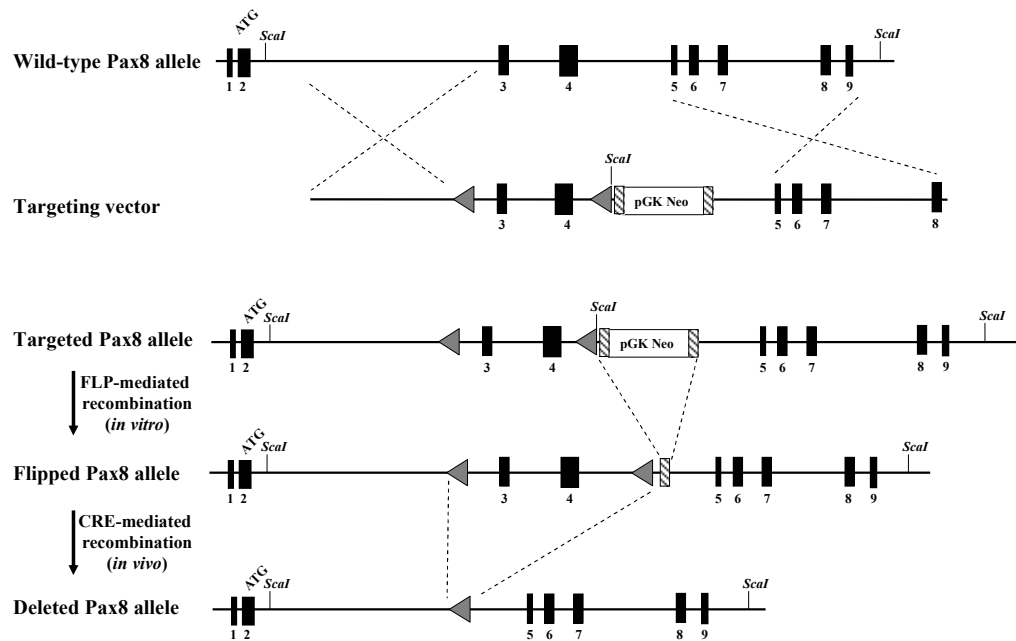 ATG
ScaI
ScaI
Wild-type Pax8 allele
1 2 3 4 5 6 7 8 9
ScaI
Targeting vector
pGK Neo
3 4 5 6 7 8
ATG
ScaI
ScaI
ScaI
Targeted Pax8 allele
pGK Neo
1 2 3 4 5 6 7 8 9
FLP-mediated
recombination
(in vitro)
ATG
ScaI
ScaI
Flipped Pax8 allele
1 2 3 4 5 6 7 8 9
CRE-mediated
recombination
(in vivo)
ATG
ScaI
ScaI
Deleted Pax8 allele
1 2 5 6 7 8 9